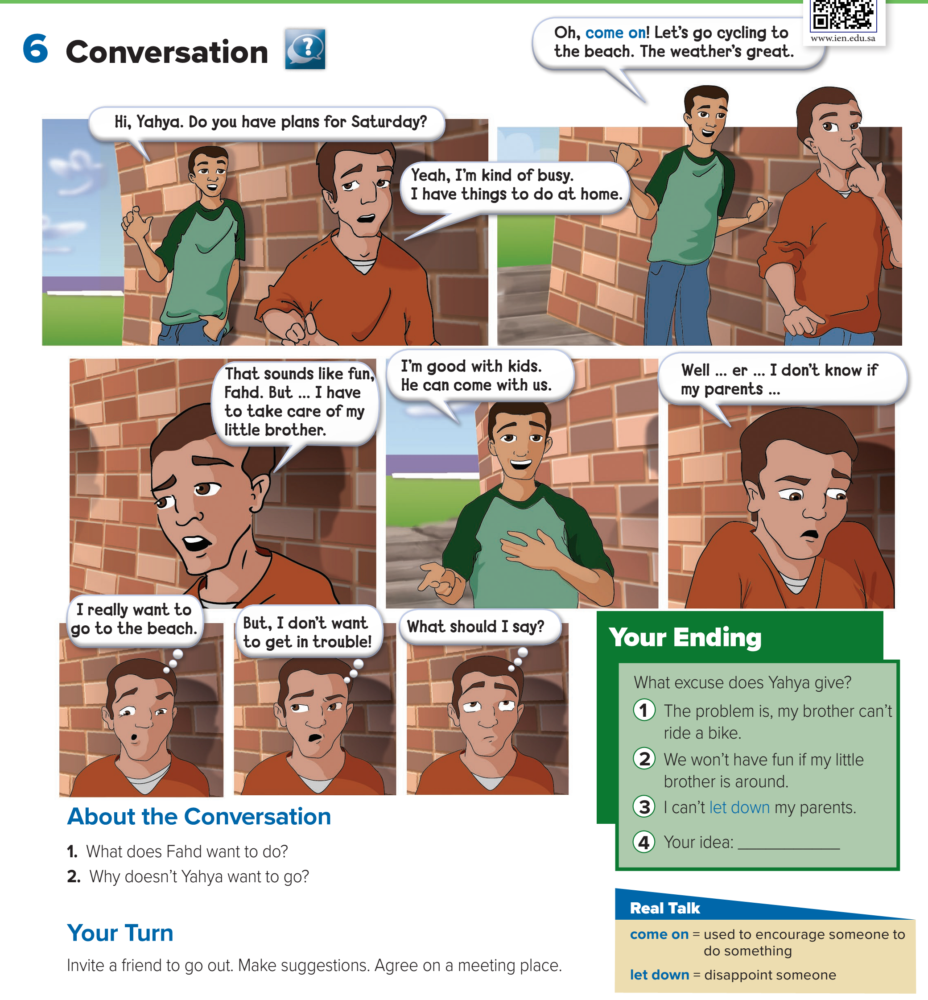 6 Conversation
www.ien.edu.sa
Hi, Yahya. Do you have plans for Saturday?
Yeah, I'm kind of busy.
I have things to do at home.
Oh, come on! Let's go cycling to
the beach. The weather's great.
That sounds like fun,
Fahd. But ... I have
to take care of my
little brother.
I'm good with kids.
He can come with us.
Well ... er ... I don't know if
my parents ...
I really want to
go to the beach.
But, I don't want
to get in trouble!
What should I say?
Your Ending
What excuse does Yahya give?
1 The problem is, my brother can't
ride a bike.
2 We won't have fun if my little
brother is around.
3 I can't let down my parents.
4 Your idea: ____________
About the Conversation
1. What does Fahd want to do?
2. Why doesn't Yahya want to go?
Your Turn
Invite a friend to go out. Make suggestions. Agree on a meeting place.
Real Talk
come on = used to encourage someone to
do something
let down = disappoint someone